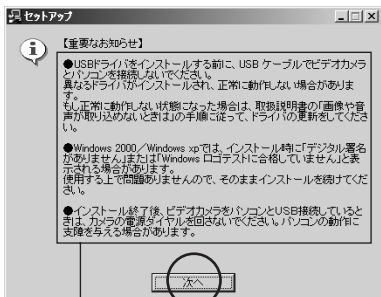 セットアップ
【重要なお知らせ】
●USBドライバをインストールする前に、USB ケーブルでビデオカメラ
とパソコンを接続しないでください。
異なるドライバがインストールされ、正常に動作しない場合がありま
す。
もし正常に動作しない状態になった場合は、取扱説明書の「画像や音
声が取り込めないときは」の手順に従って、ドライバの更新をしてくださ
い。
●Windows 2000／Windows xpでは、インストール時に「デジタル署名
がありません」または「Windows ロゴテストに合格していません」と表
示される場合があります。
使用する上で問題ありませんので、そのままインストールを続けてくだ
さい。
●インストール終了後、ビデオカメラをパソコンとUSB接続していると
きは、カメラの電源ダイヤルを回さないでください。パソコンの動作に
支障を与える場合があります。
次へ